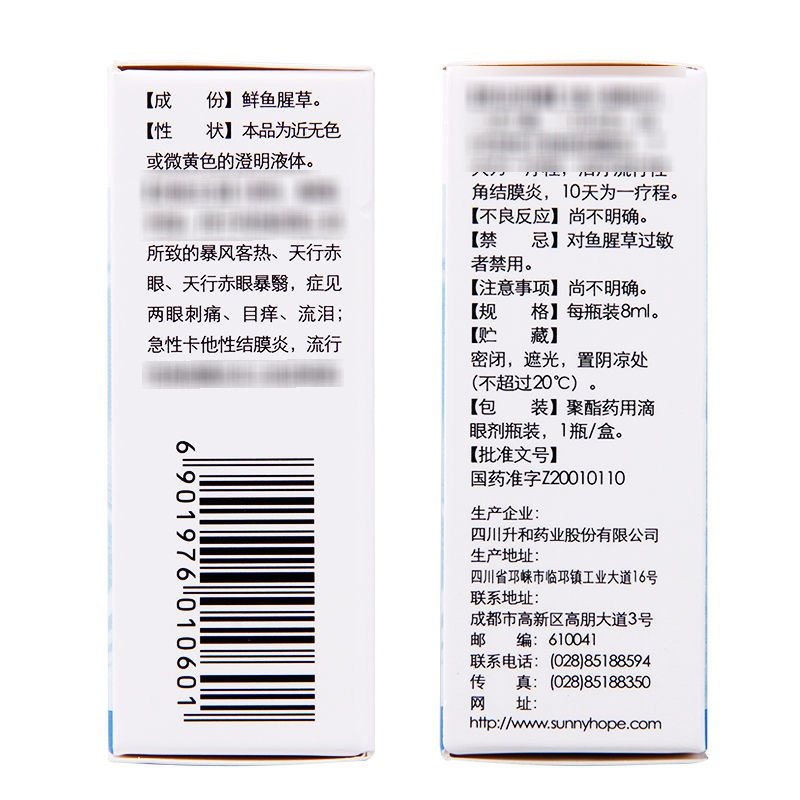 【成　份】鲜鱼腥草。
【性　状】本品为近无色
或微黄色的澄明液体。
所致的暴风客热、天行赤
眼、天行赤眼暴翳，症见
两眼刺痛、目痒、流泪；
急性卡他性结膜炎，流行
6901976010601
角结膜炎，10天为一疗程。
【不良反应】尚不明确。
【禁　忌】对鱼腥草过敏
者禁用。
【注意事项】尚不明确。
【规　格】每瓶装8ml。
【贮　藏】
密闭，遮光，置阴凉处
（不超过20℃）。
【包　装】聚酯药用滴
眼剂瓶装，1瓶/盒。
【批准文号】
国药准字Z20010110
生产企业：
四川升和药业股份有限公司
生产地址：
四川省邛崃市临邛镇工业大道16号
联系地址：
成都市高新区高朋大道3号
邮　编：610041
联系电话：(028)85188594
传　真：(028)85188350
网　址：
http://www.sunnyhope.com